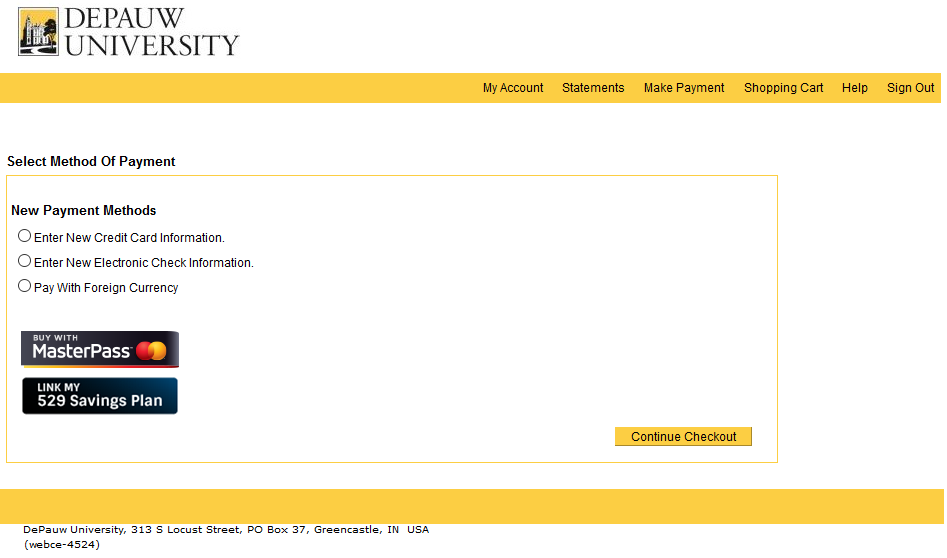 DEPAUW
UNIVERSITY
My Account Statements Make Payment Shopping Cart Help Sign Out
Select Method Of Payment
New Payment Methods
Enter New Credit Card Information.
Enter New Electronic Check Information.
Pay With Foreign Currency
BUY WITH
MasterPass
LINK MY
529 Savings Plan
Continue Checkout
DePauw University, 313 S Locust Street, PO Box 37, Greencastle, IN USA
(webce-4524)